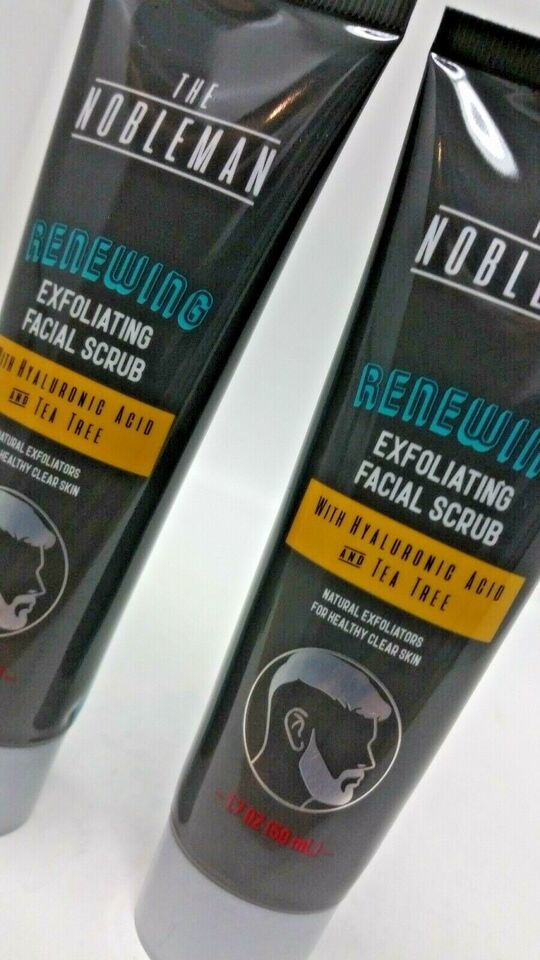 THE
NOBLEMAN
RENEWING
EXFOLIATING
FACIAL SCRUB
WITH HYALURONIC ACID
AND TEA TREE
NATURAL EXFOLIATORS
HEALTHY CLEAR SKIN
NOBLE
RENEWIN
EXFOLIATING
FACIAL SCRUB
WITH HYALURONIC ACID
AND TEA TREE
NATURAL EXFOLIATORS
FOR HEALTHY CLEAR SKIN
- 1.7 OZ (50 mL) -